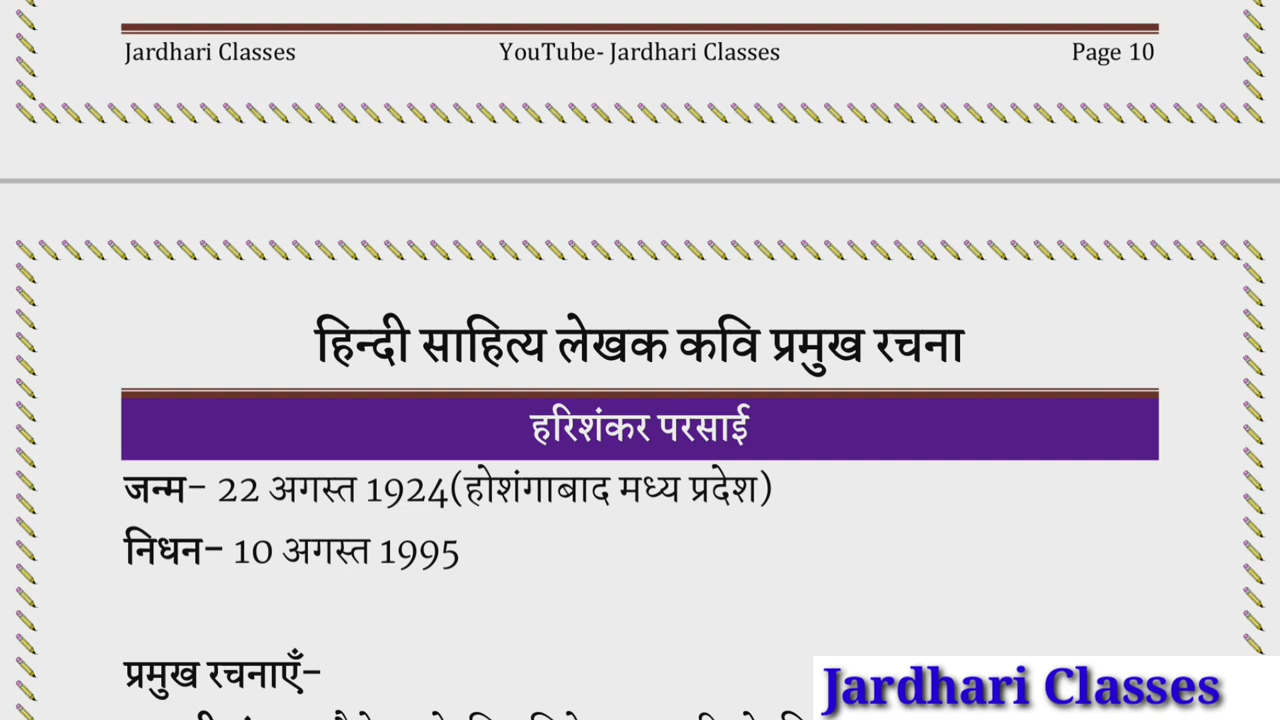 Jardhari Classes YouTube- Jardhari Classes Page 10
हिन्दी साहित्य लेखक कवि प्रमुख रचना
हरिशंकर परसाई
जन्म- 22 अगस्त 1924(होशंगाबाद मध्य प्रदेश)
निधन- 10 अगस्त 1995
प्रमुख रचनाएँ-
Jardhari Classes